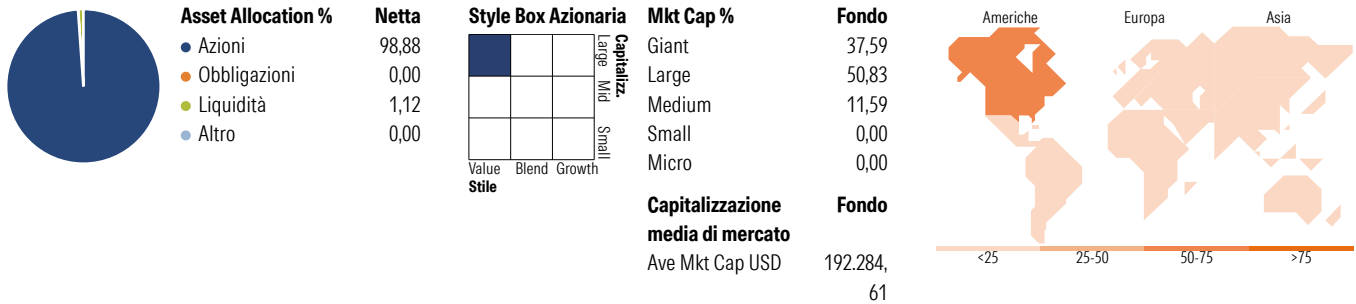 Asset Allocation % Netta
Azioni 98,88
Obbligazioni 0,00
Liquidità 1,12
Altro 0,00
Style Box Azionaria
Capitalizz.
Large
Mid
Small
Value Blend Growth
Stile
Mkt Cap % Fondo
Giant 37,59
Large 50,83
Medium 11,59
Small 0,00
Micro 0,00
Capitalizzazione Fondo
media di mercato
Ave Mkt Cap USD 192.284,
61
Americhe Europa Asia
<25 25-50 50-75 >75